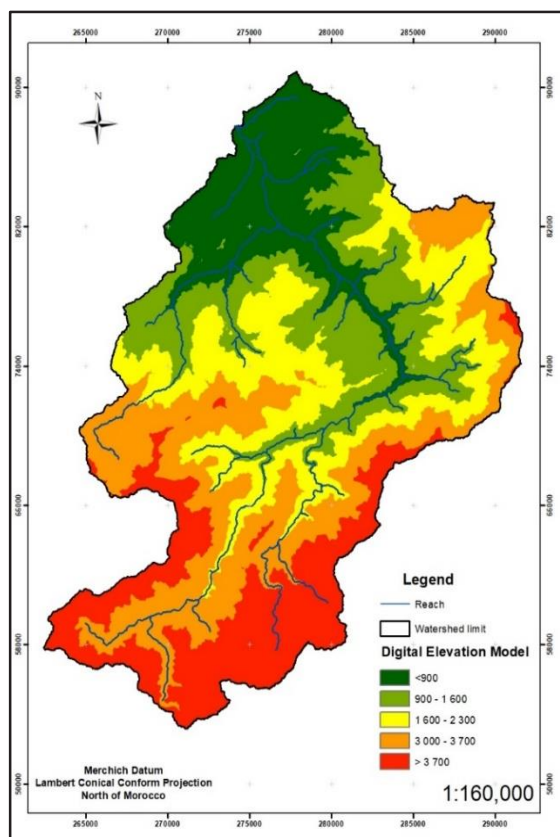 265000 270000 275000 280000 285000 290000
90000 90000
N
82000 82000
74000 74000
66000 66000
Legend
Reach
Watershed limit
58000 58000
Digital Elevation Model
<900
900 - 1 600
1 600 - 2 300
3 000 - 3 700
> 3 700
Merchich Datum
Lambert Conical Conform Projection
North of Morocco
50000 50000
1:160,000
265000 270000 275000 280000 285000 290000